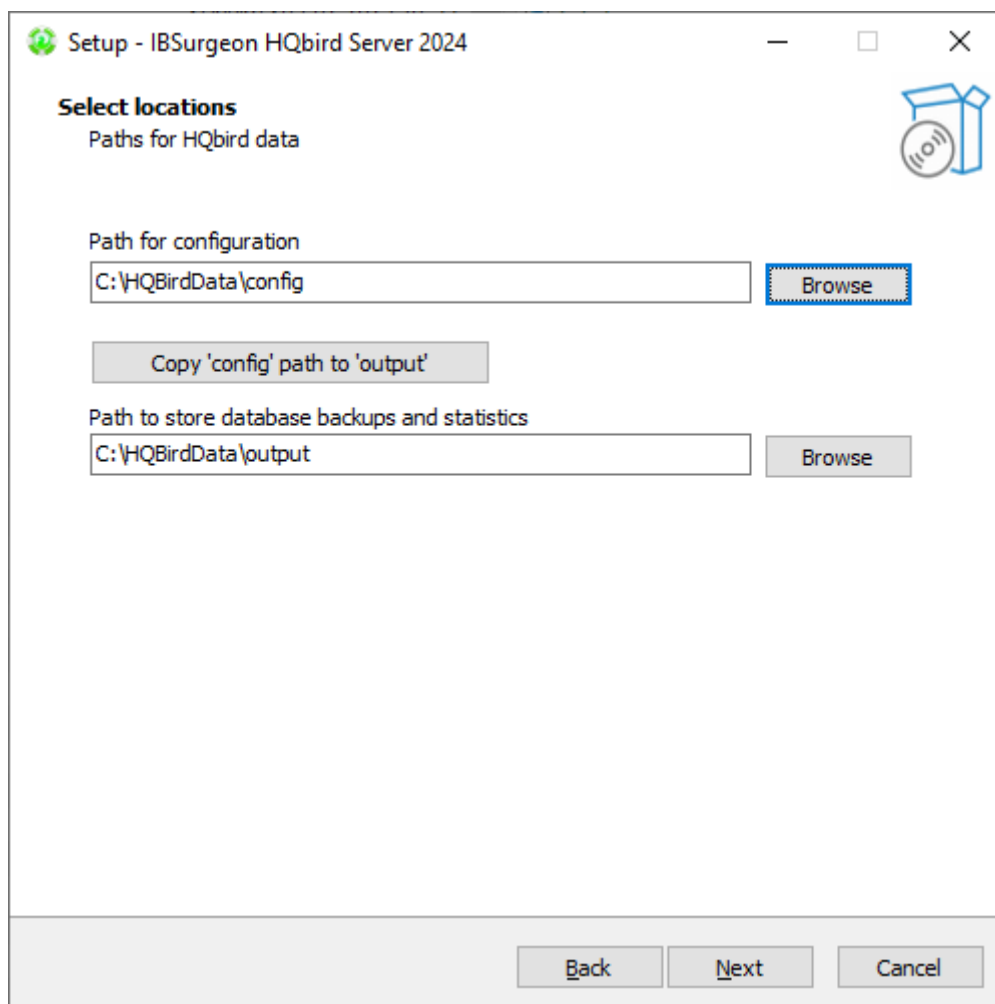 Setup - IBSurgeon HQbird Server 2024
Select locations
Paths for HQbird data
Path for configuration
C:\HQBirdData\config
Browse
Copy 'config' path to 'output'
Path to store database backups and statistics
C:\HQBirdData\output
Browse
Back
Next
Cancel